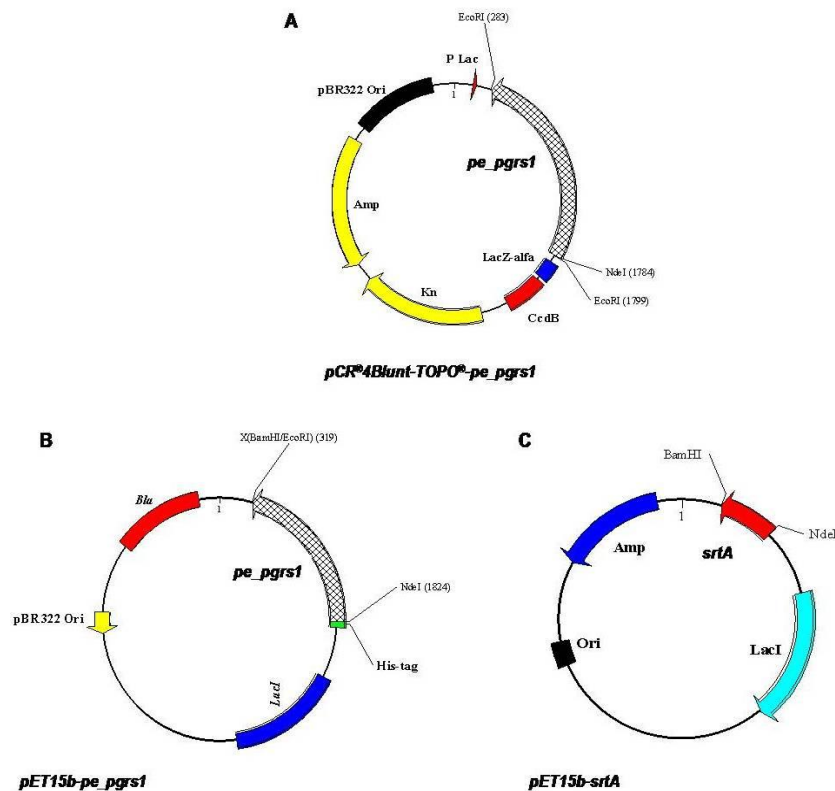 A
EcoRI (283)
P Lac
pBR322 Ori
1
pe_pgrs1
Amp
LacZ-alfa
NdeI (1784)
EcoRI (1799)
Kn
CcdB
pCR®4Blunt-TOPO®-pe_pgrs1
B
X(BamHI/EcoRI) (319)
Bla
1
pe_pgrs1
NdeI (1824)
pBR322 Ori
His-tag
LacI
pET15b-pe_pgrs1
C
BamHI
1
NdeI
Amp
srtA
Ori
LacI
pET15b-srtA